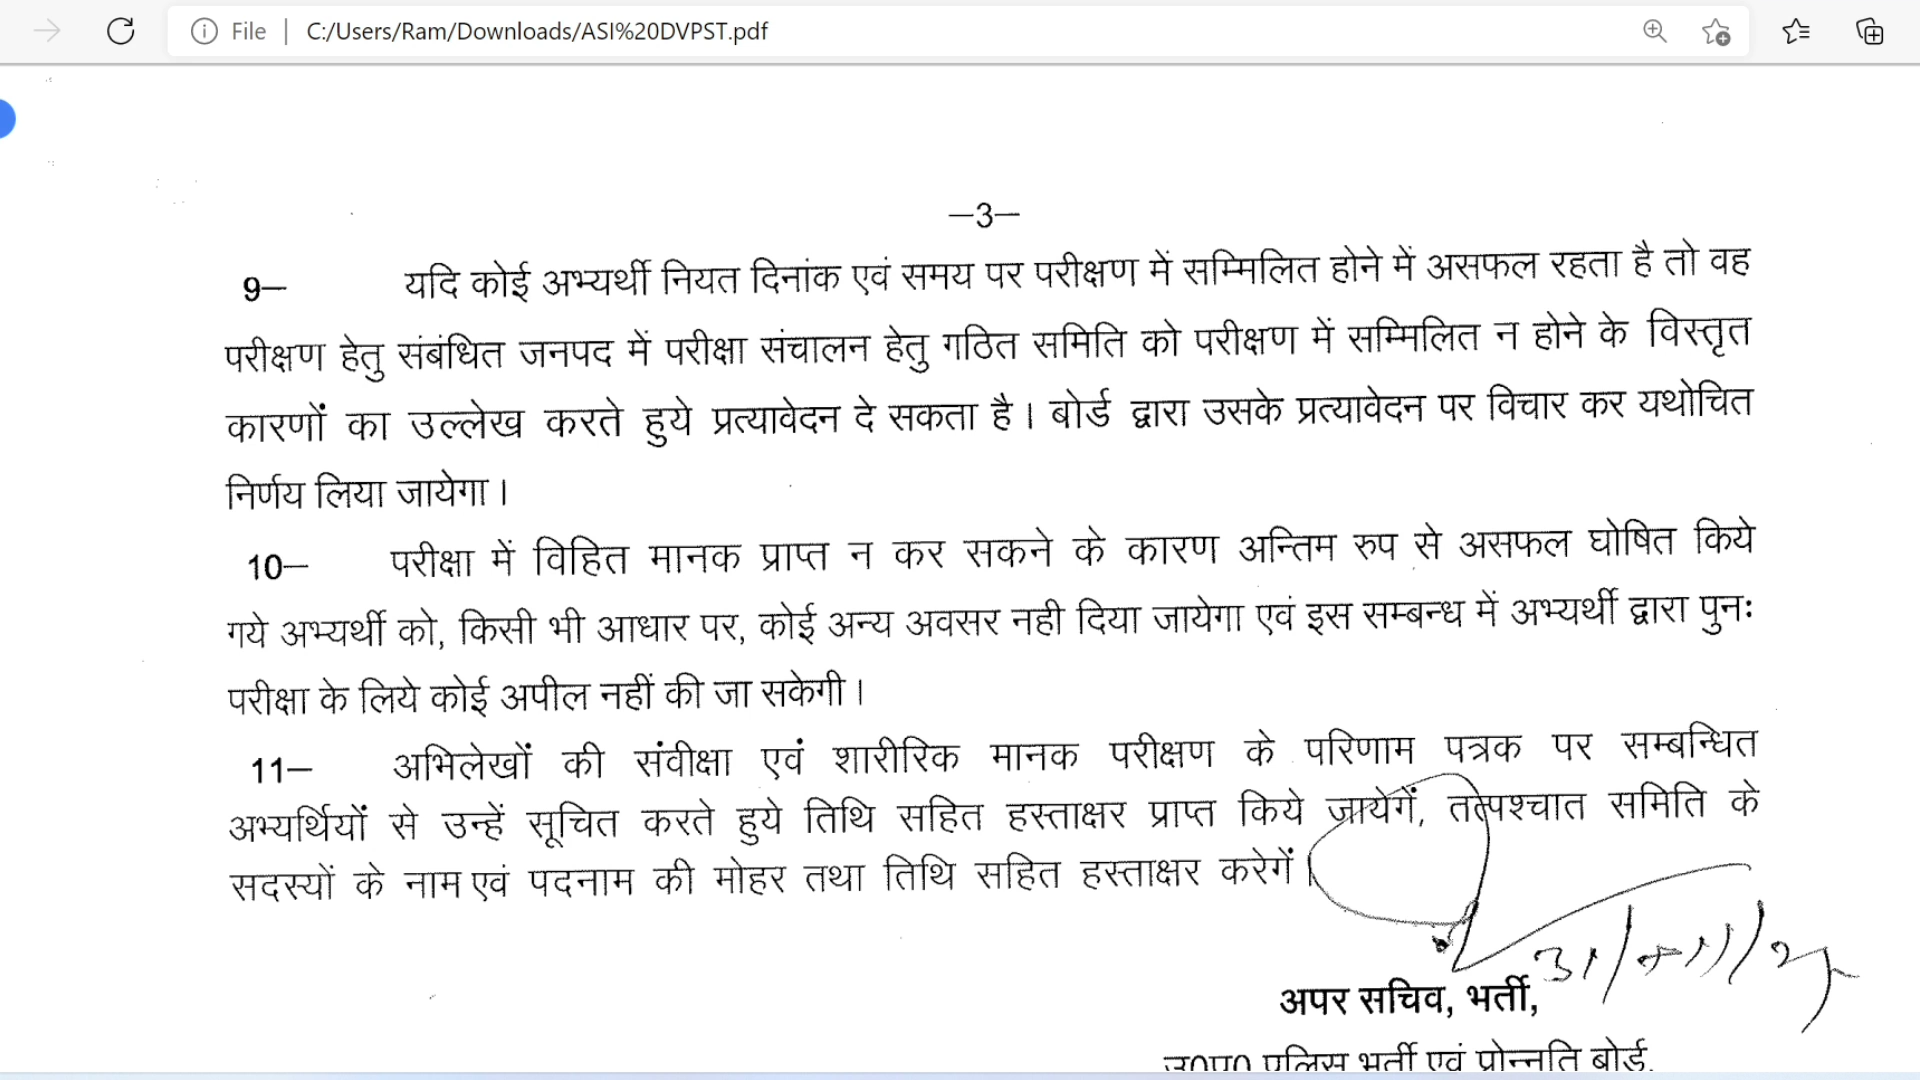 File | C:/Users/Ram/Downloads/ASI%20DVPST.pdf
—3—
9— यदि कोई अभ्यर्थी नियत दिनांक एवं समय पर परीक्षण में सम्मिलित होने में असफल रहता है तो वह
परीक्षण हेतु संबंधित जनपद में परीक्षा संचालन हेतु गठित समिति को परीक्षण में सम्मिलित न होने के विस्तृत
कारणों का उल्लेख करते हुये प्रत्यावेदन दे सकता है। बोर्ड द्वारा उसके प्रत्यावेदन पर विचार कर यथोचित
निर्णय लिया जायेगा।
10— परीक्षा में विहित मानक प्राप्त न कर सकने के कारण अन्तिम रुप से असफल घोषित किये
गये अभ्यर्थी को, किसी भी आधार पर, कोई अन्य अवसर नही दिया जायेगा एवं इस सम्बन्ध में अभ्यर्थी द्वारा पुनः
परीक्षा के लिये कोई अपील नहीं की जा सकेगी।
11— अभिलेखों की संवीक्षा एवं शारीरिक मानक परीक्षण के परिणाम पत्रक पर सम्बन्धित
अभ्यर्थियों से उन्हें सूचित करते हुये तिथि सहित हस्ताक्षर प्राप्त किये जायेगें, तत्पश्चात समिति के
सदस्यों के नाम एवं पदनाम की मोहर तथा तिथि सहित हस्ताक्षर करेगें।
अपर सचिव, भर्ती,
उ0प्र0 पुलिस भर्ती एवं प्रोन्नति बोर्ड,